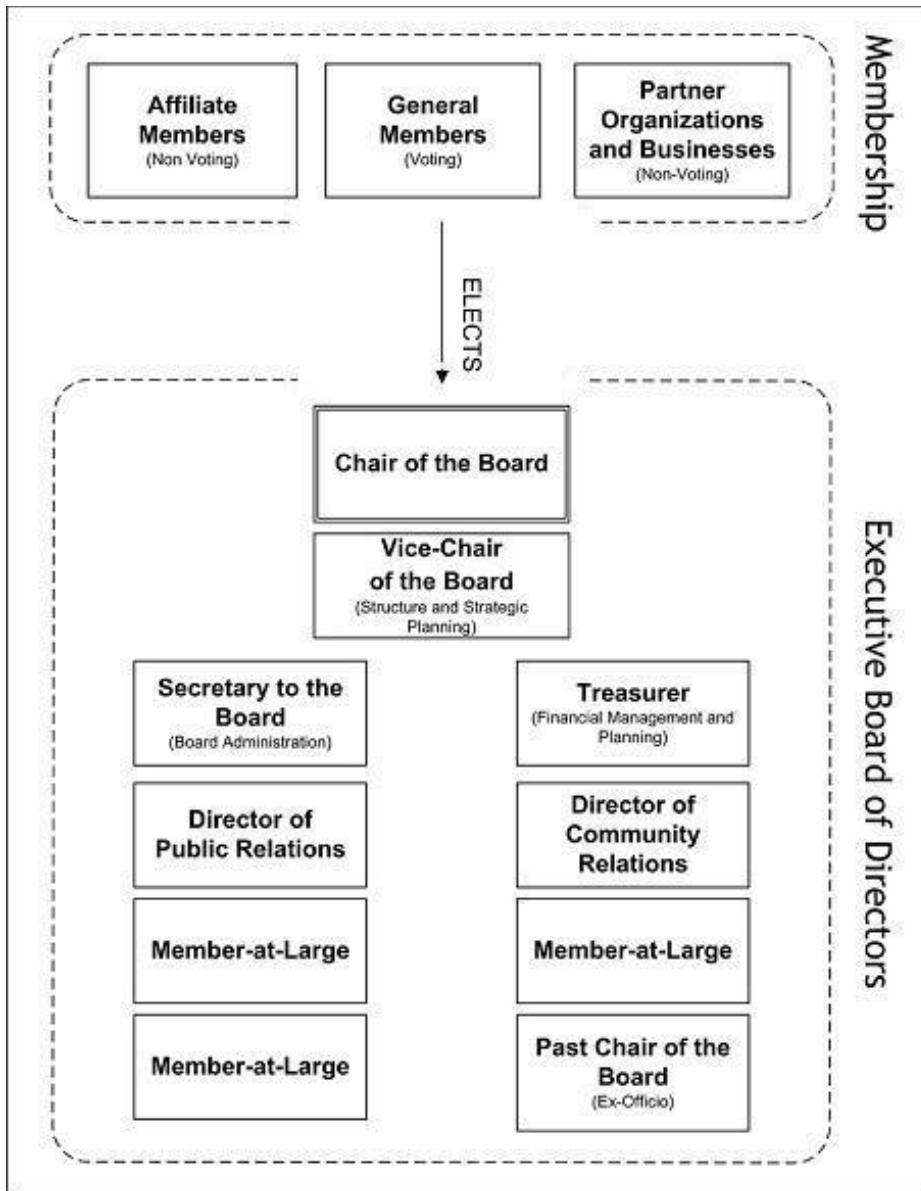 Membership
Affiliate
Members
(Non Voting)
General
Members
(Voting)
Partner
Organizations
and Businesses
(Non-Voting)
ELECTS
Executive Board of Directors
Chair of the Board
Vice-Chair
of the Board
(Structure and Strategic
Planning)
Secretary to the
Board
(Board Administration)
Treasurer
(Financial Management and
Planning)
Director of
Public Relations
Director of
Community
Relations
Member-at-Large
Member-at-Large
Member-at-Large
Past Chair of the
Board
(Ex-Officio)